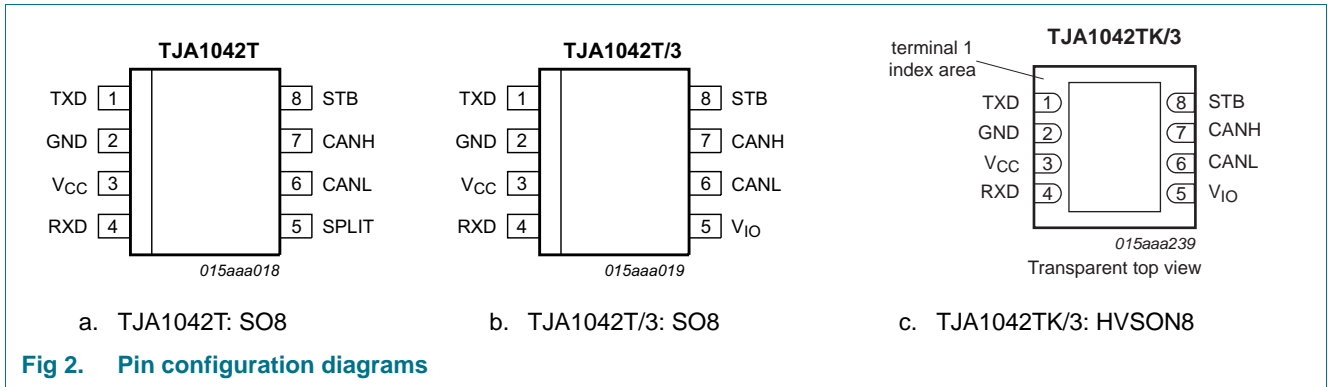 TJA1042T
TXD 1 8 STB
GND 2 7 CANH
VCC 3 6 CANL
RXD 4 5 SPLIT
015aaa018
a. TJA1042T: SO8
TJA1042T/3
TXD 1 8 STB
GND 2 7 CANH
VCC 3 6 CANL
RXD 4 5 VIO
015aaa019
b. TJA1042T/3: SO8
TJA1042TK/3
terminal 1
index area
TXD 1 8 STB
GND 2 7 CANH
VCC 3 6 CANL
RXD 4 5 VIO
015aaa239
Transparent top view
c. TJA1042TK/3: HVSON8
Fig 2. Pin configuration diagrams